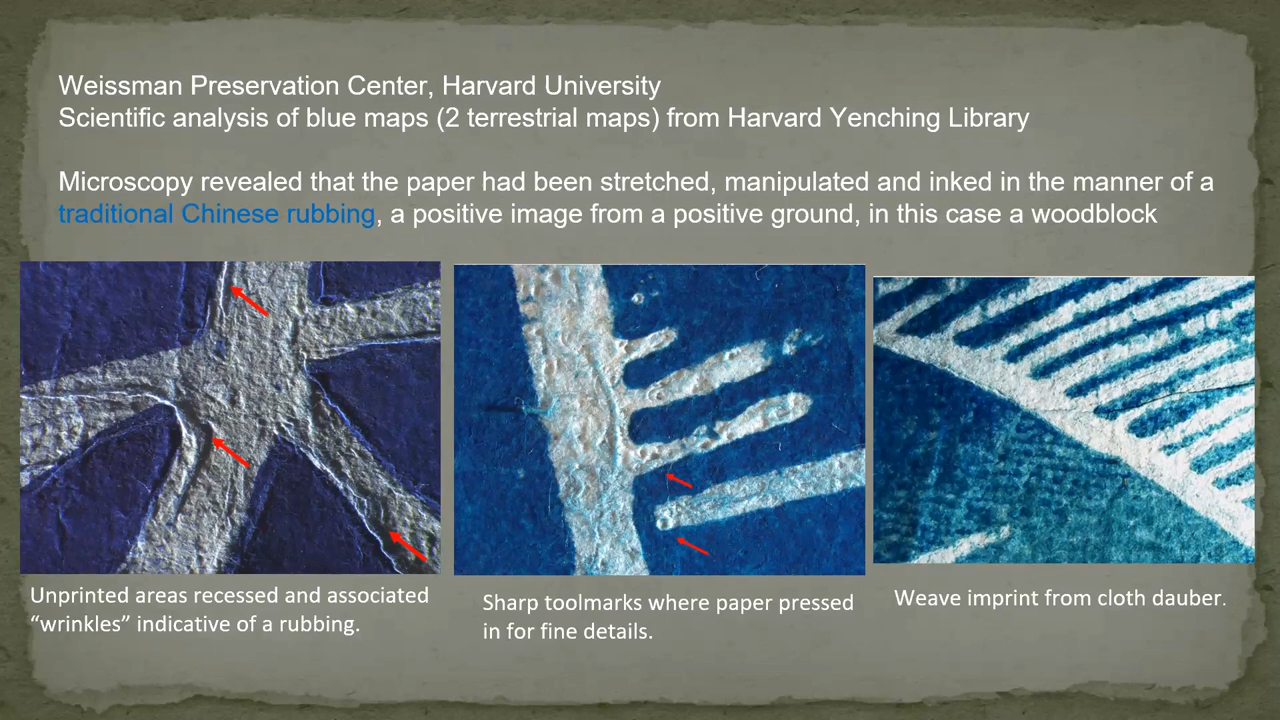 Weissman Preservation Center, Harvard University
Scientific analysis of blue maps (2 terrestrial maps) from Harvard Yenching Library
Microscopy revealed that the paper had been stretched, manipulated and inked in the manner of a
traditional Chinese rubbing, a positive image from a positive ground, in this case a woodblock
Unprinted areas recessed and associated
“wrinkles” indicative of a rubbing.
Sharp toolmarks where paper pressed
in for fine details.
Weave imprint from cloth dauber.